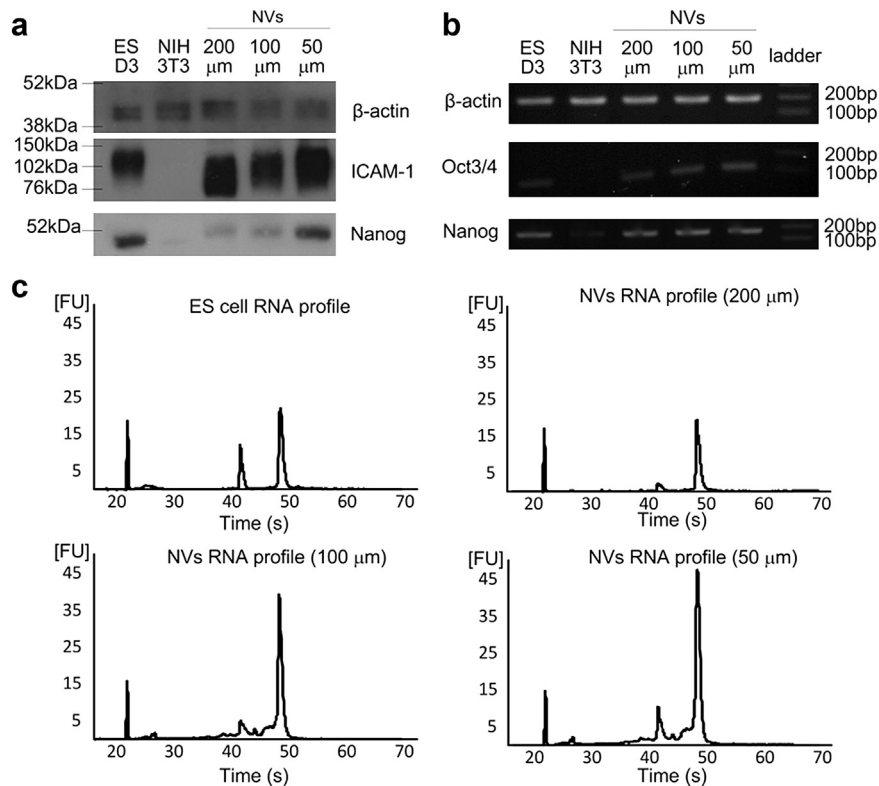 a
NVs
ES D3
NIH 3T3
200 μm
100 μm
50 μm
52kDa
38kDa
β-actin
150kDa
102kDa
76kDa
ICAM-1
52kDa
Nanog
b
NVs
ES D3
NIH 3T3
200 μm
100 μm
50 μm
ladder
β-actin
200bp
100bp
Oct3/4
200bp
100bp
Nanog
200bp
100bp
c
[FU]
ES cell RNA profile
45
35
25
15
5
20 30 40 50 60 70
Time (s)
[FU]
NVs RNA profile (200 μm)
45
35
25
15
5
20 30 40 50 60 70
Time (s)
[FU]
NVs RNA profile (100 μm)
45
35
25
15
5
20 30 40 50 60 70
Time (s)
[FU]
NVs RNA profile (50 μm)
45
35
25
15
5
20 30 40 50 60 70
Time (s)